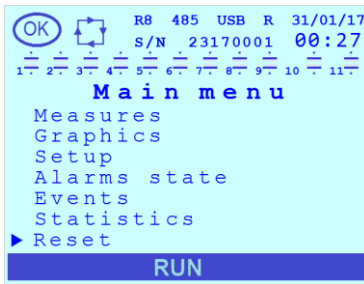 OK R8 485 USB R 31/01/17
S/N 23170001 00:27
1 2 3 4 5 6 7 8 9 10 11
Main menu
Measures
Graphics
Setup
Alarms state
Events
Statistics
Reset
RUN